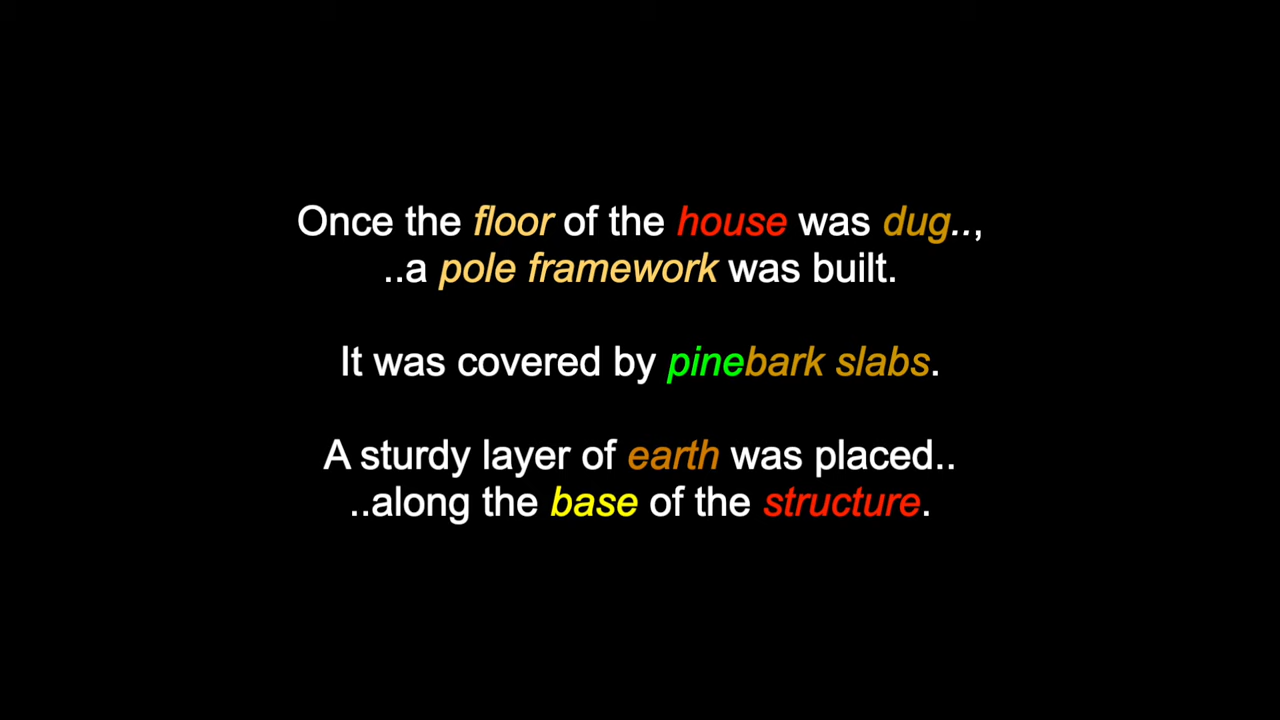 Once the floor of the house was dug..,
..a pole framework was built.
It was covered by pinebark slabs.
A sturdy layer of earth was placed..
..along the base of the structure.